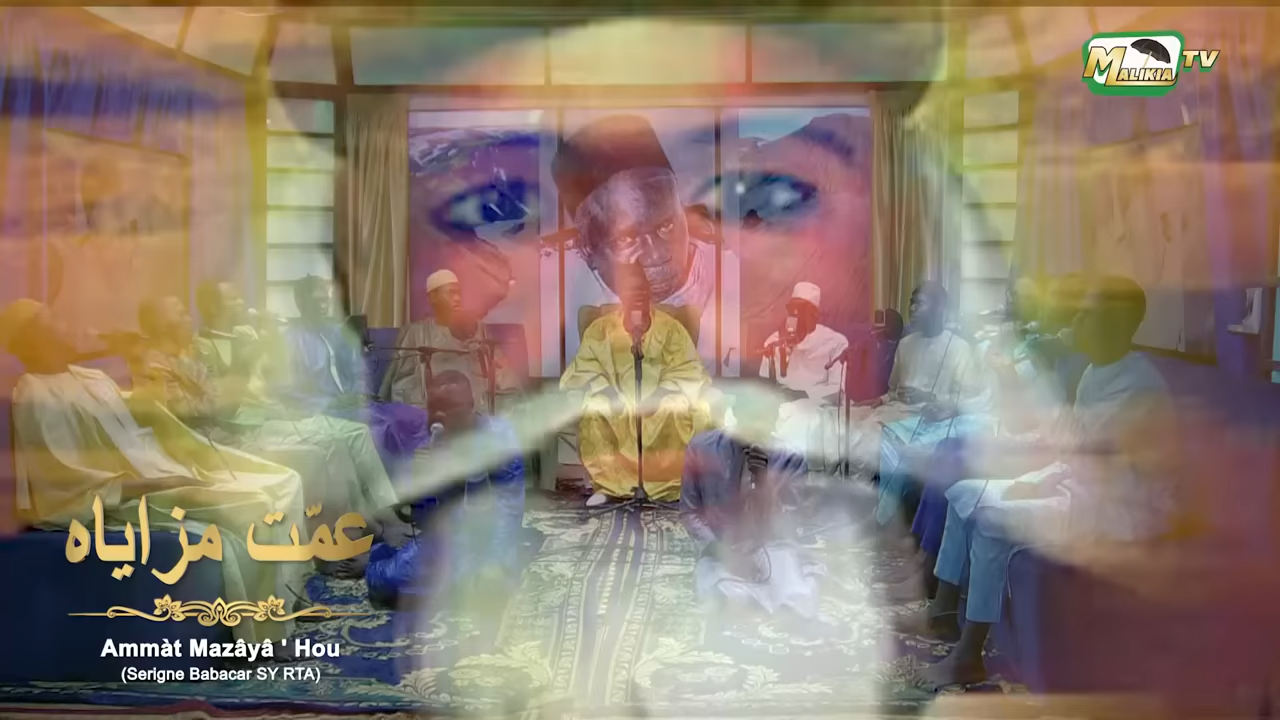 MALIKIA TV
عمّت مزاياه
Ammàt Mazâyâ ' Hou
(Serigne Babacar SY RTA)